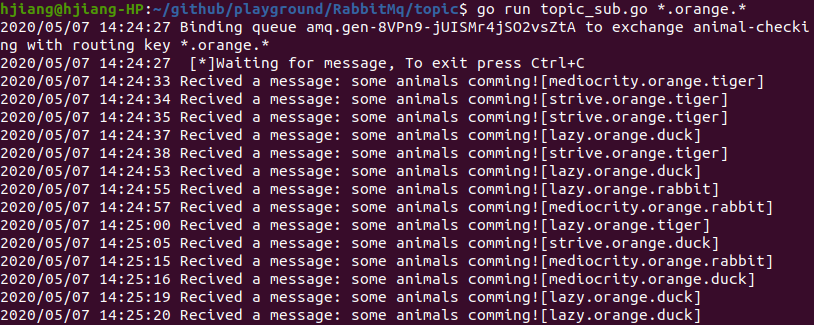 hjiang@hjiang-HP:~/github/playground/RabbitMq/topic$ go run topic_sub.go *.orange.*
2020/05/07 14:24:27 Binding queue amq.gen-8VPn9-jUISMr4jSO2vsZtA to exchange animal-checki
ng with routing key *.orange.*
2020/05/07 14:24:27  [*]Waiting for message, To exit press Ctrl+C
2020/05/07 14:24:33 Recived a message: some animals comming![mediocrity.orange.tiger]
2020/05/07 14:24:34 Recived a message: some animals comming![strive.orange.tiger]
2020/05/07 14:24:35 Recived a message: some animals comming![strive.orange.tiger]
2020/05/07 14:24:37 Recived a message: some animals comming![lazy.orange.duck]
2020/05/07 14:24:38 Recived a message: some animals comming![strive.orange.tiger]
2020/05/07 14:24:53 Recived a message: some animals comming![lazy.orange.duck]
2020/05/07 14:24:55 Recived a message: some animals comming![lazy.orange.rabbit]
2020/05/07 14:24:57 Recived a message: some animals comming![mediocrity.orange.rabbit]
2020/05/07 14:25:00 Recived a message: some animals comming![lazy.orange.tiger]
2020/05/07 14:25:05 Recived a message: some animals comming![strive.orange.duck]
2020/05/07 14:25:15 Recived a message: some animals comming![mediocrity.orange.rabbit]
2020/05/07 14:25:16 Recived a message: some animals comming![mediocrity.orange.duck]
2020/05/07 14:25:19 Recived a message: some animals comming![lazy.orange.duck]
2020/05/07 14:25:20 Recived a message: some animals comming![lazy.orange.duck]